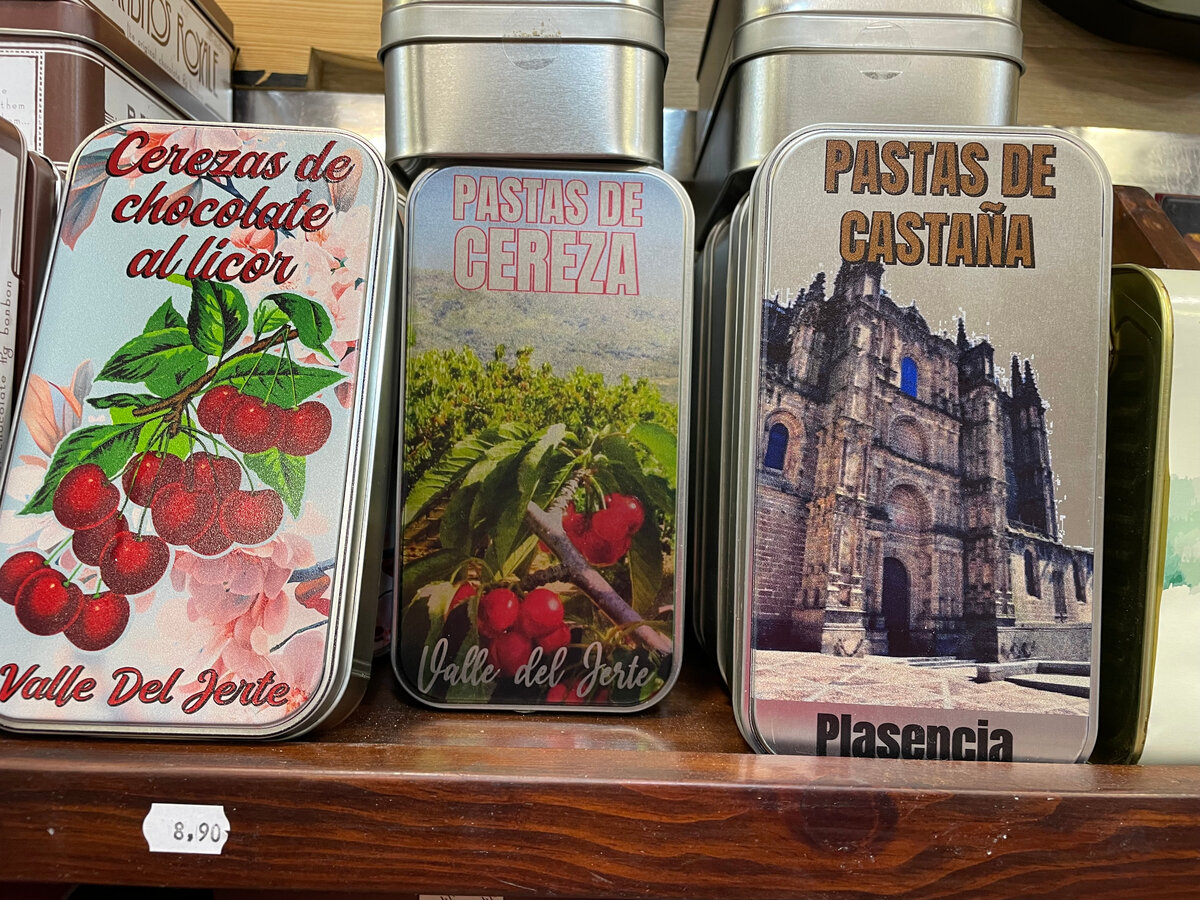 Cerezas de
chocolate
al licor
Valle Del Jerte
PASTAS DE
CEREZA
Valle del Jerte
PASTAS DE
CASTAÑA
Plasencia
8,90